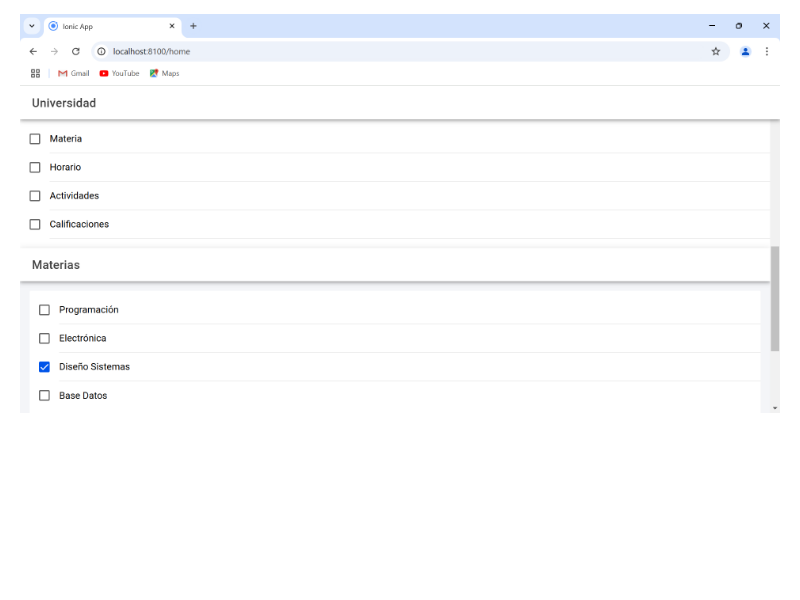 Ionic App
localhost:8100/home
Gmail YouTube Maps
Universidad
Materia
Horario
Actividades
Calificaciones
Materias
Programación
Electrónica
Diseño Sistemas
Base Datos